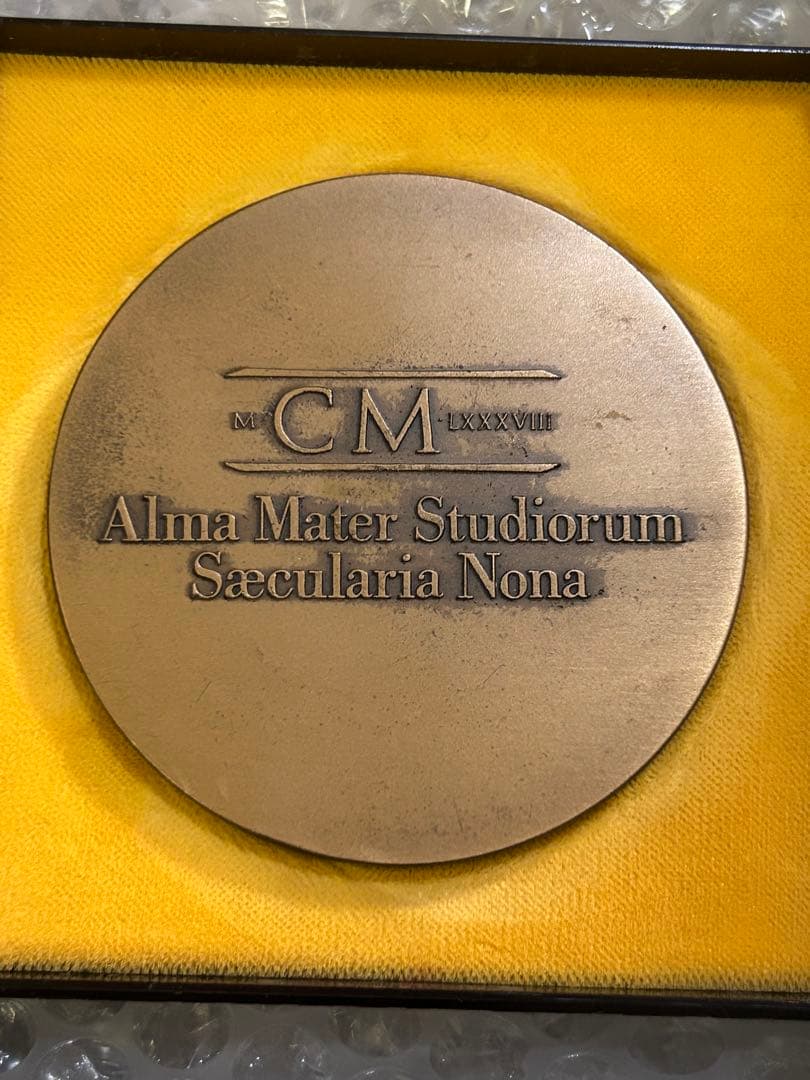 M CM LXXXVIII
Alma Mater Studiorum
Sæcularia Nona